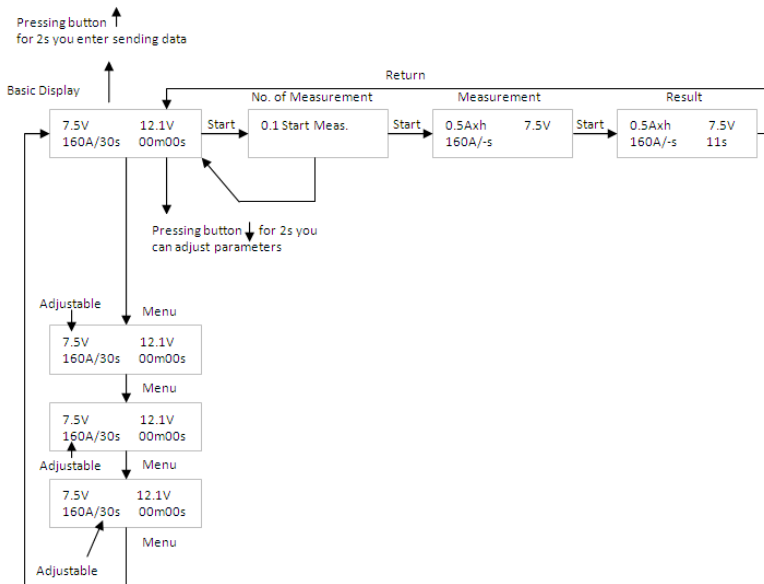 Pressing button
for 2s you enter sending data
Return
Basic Display
No. of Measurement
Measurement
Result
7.5V 12.1V
160A/30s 00m00s
Start
0.1 Start Meas.
Start
0.5Axh 7.5V
160A/-s
Start
0.5Axh 7.5V
160A/-s 11s
Pressing button for 2s you
can adjust parameters
Adjustable
Menu
7.5V 12.1V
160A/30s 00m00s
Menu
7.5V 12.1V
160A/30s 00m00s
Adjustable
Menu
7.5V 12.1V
160A/30s 00m00s
Menu
Adjustable